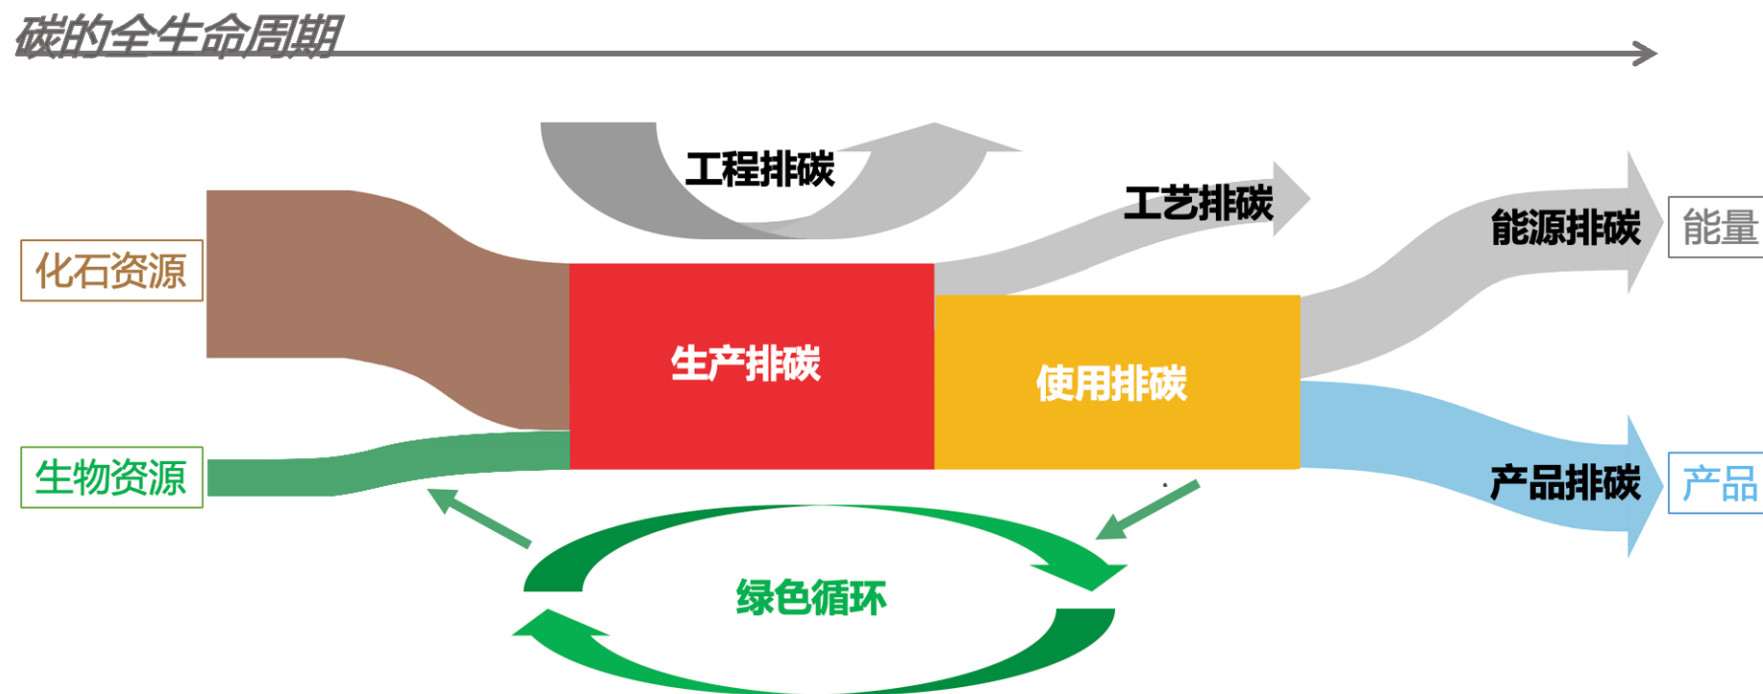 碳的全生命周期
工程排碳
工艺排碳
能源排碳
能量
化石资源
生产排碳
使用排碳
生物资源
产品排碳
产品
绿色循环